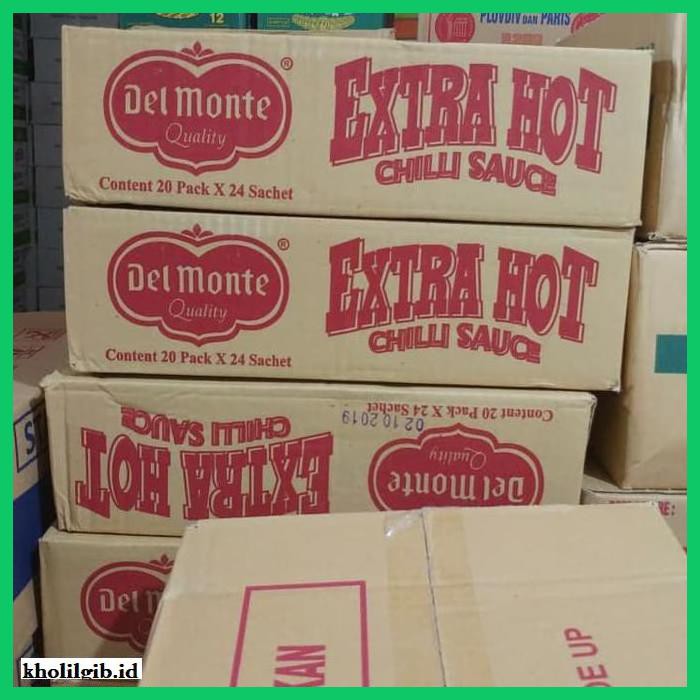 12
PLOVDIV DAN PARIS
Del Monte
Quality
®
Content 20 Pack X 24 Sachet
EXTRA HOT
CHILLI SAUCE
Del Monte
Quality
®
Content 20 Pack X 24 Sachet
EXTRA HOT
CHILLI SAUCE
Content 20 Pack X 24 Sachet
02 10 2019
Del Monte
Quality
EXTRA HOT
CHILLI SAUCE
Del M
KAN
DE UP
kholilgib.id